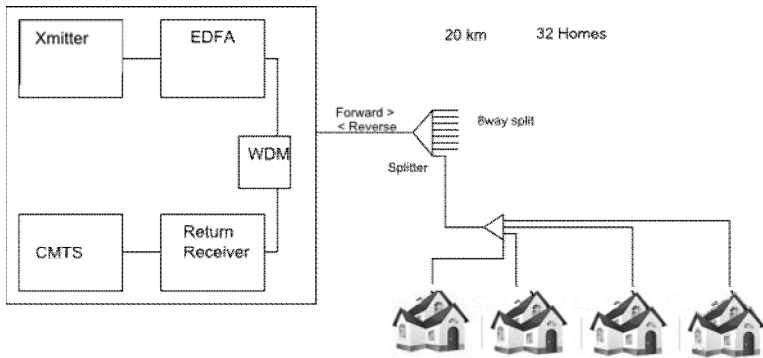 Xmitter
EDFA
20 km
32 Homes
Forward >
< Reverse
8way split
WDM
Splitter
CMTS
Return
Receiver